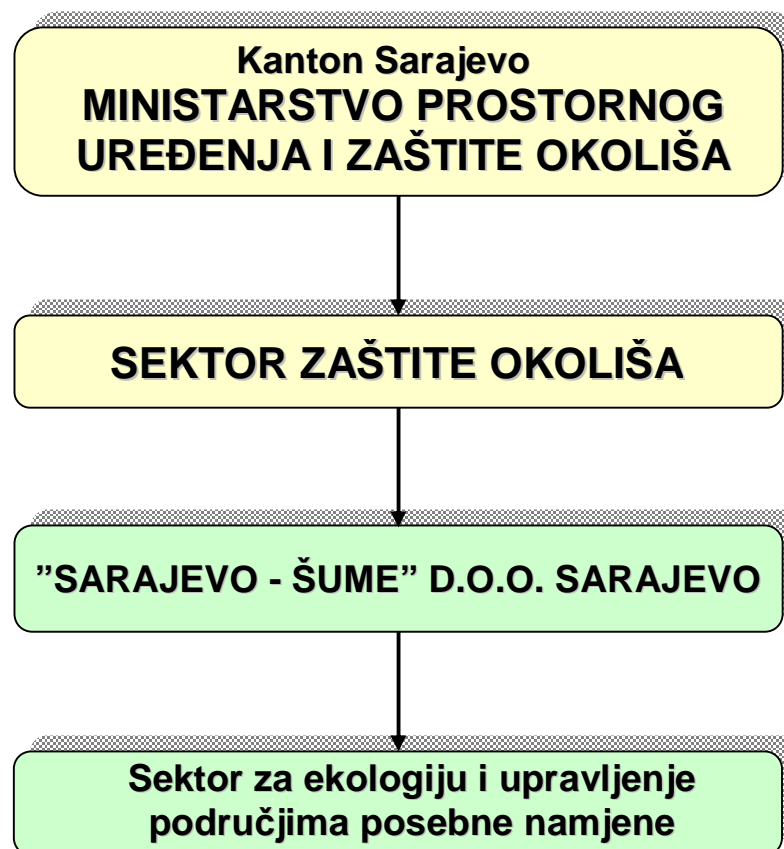 Kanton Sarajevo
MINISTARSTVO PROSTORNOG
UREĐENJA I ZAŠTITE OKOLIŠA
SEKTOR ZAŠTITE OKOLIŠA
”SARAJEVO - ŠUME” D.O.O. SARAJEVO
Sektor za ekologiju i upravljenje
područjima posebne namjene